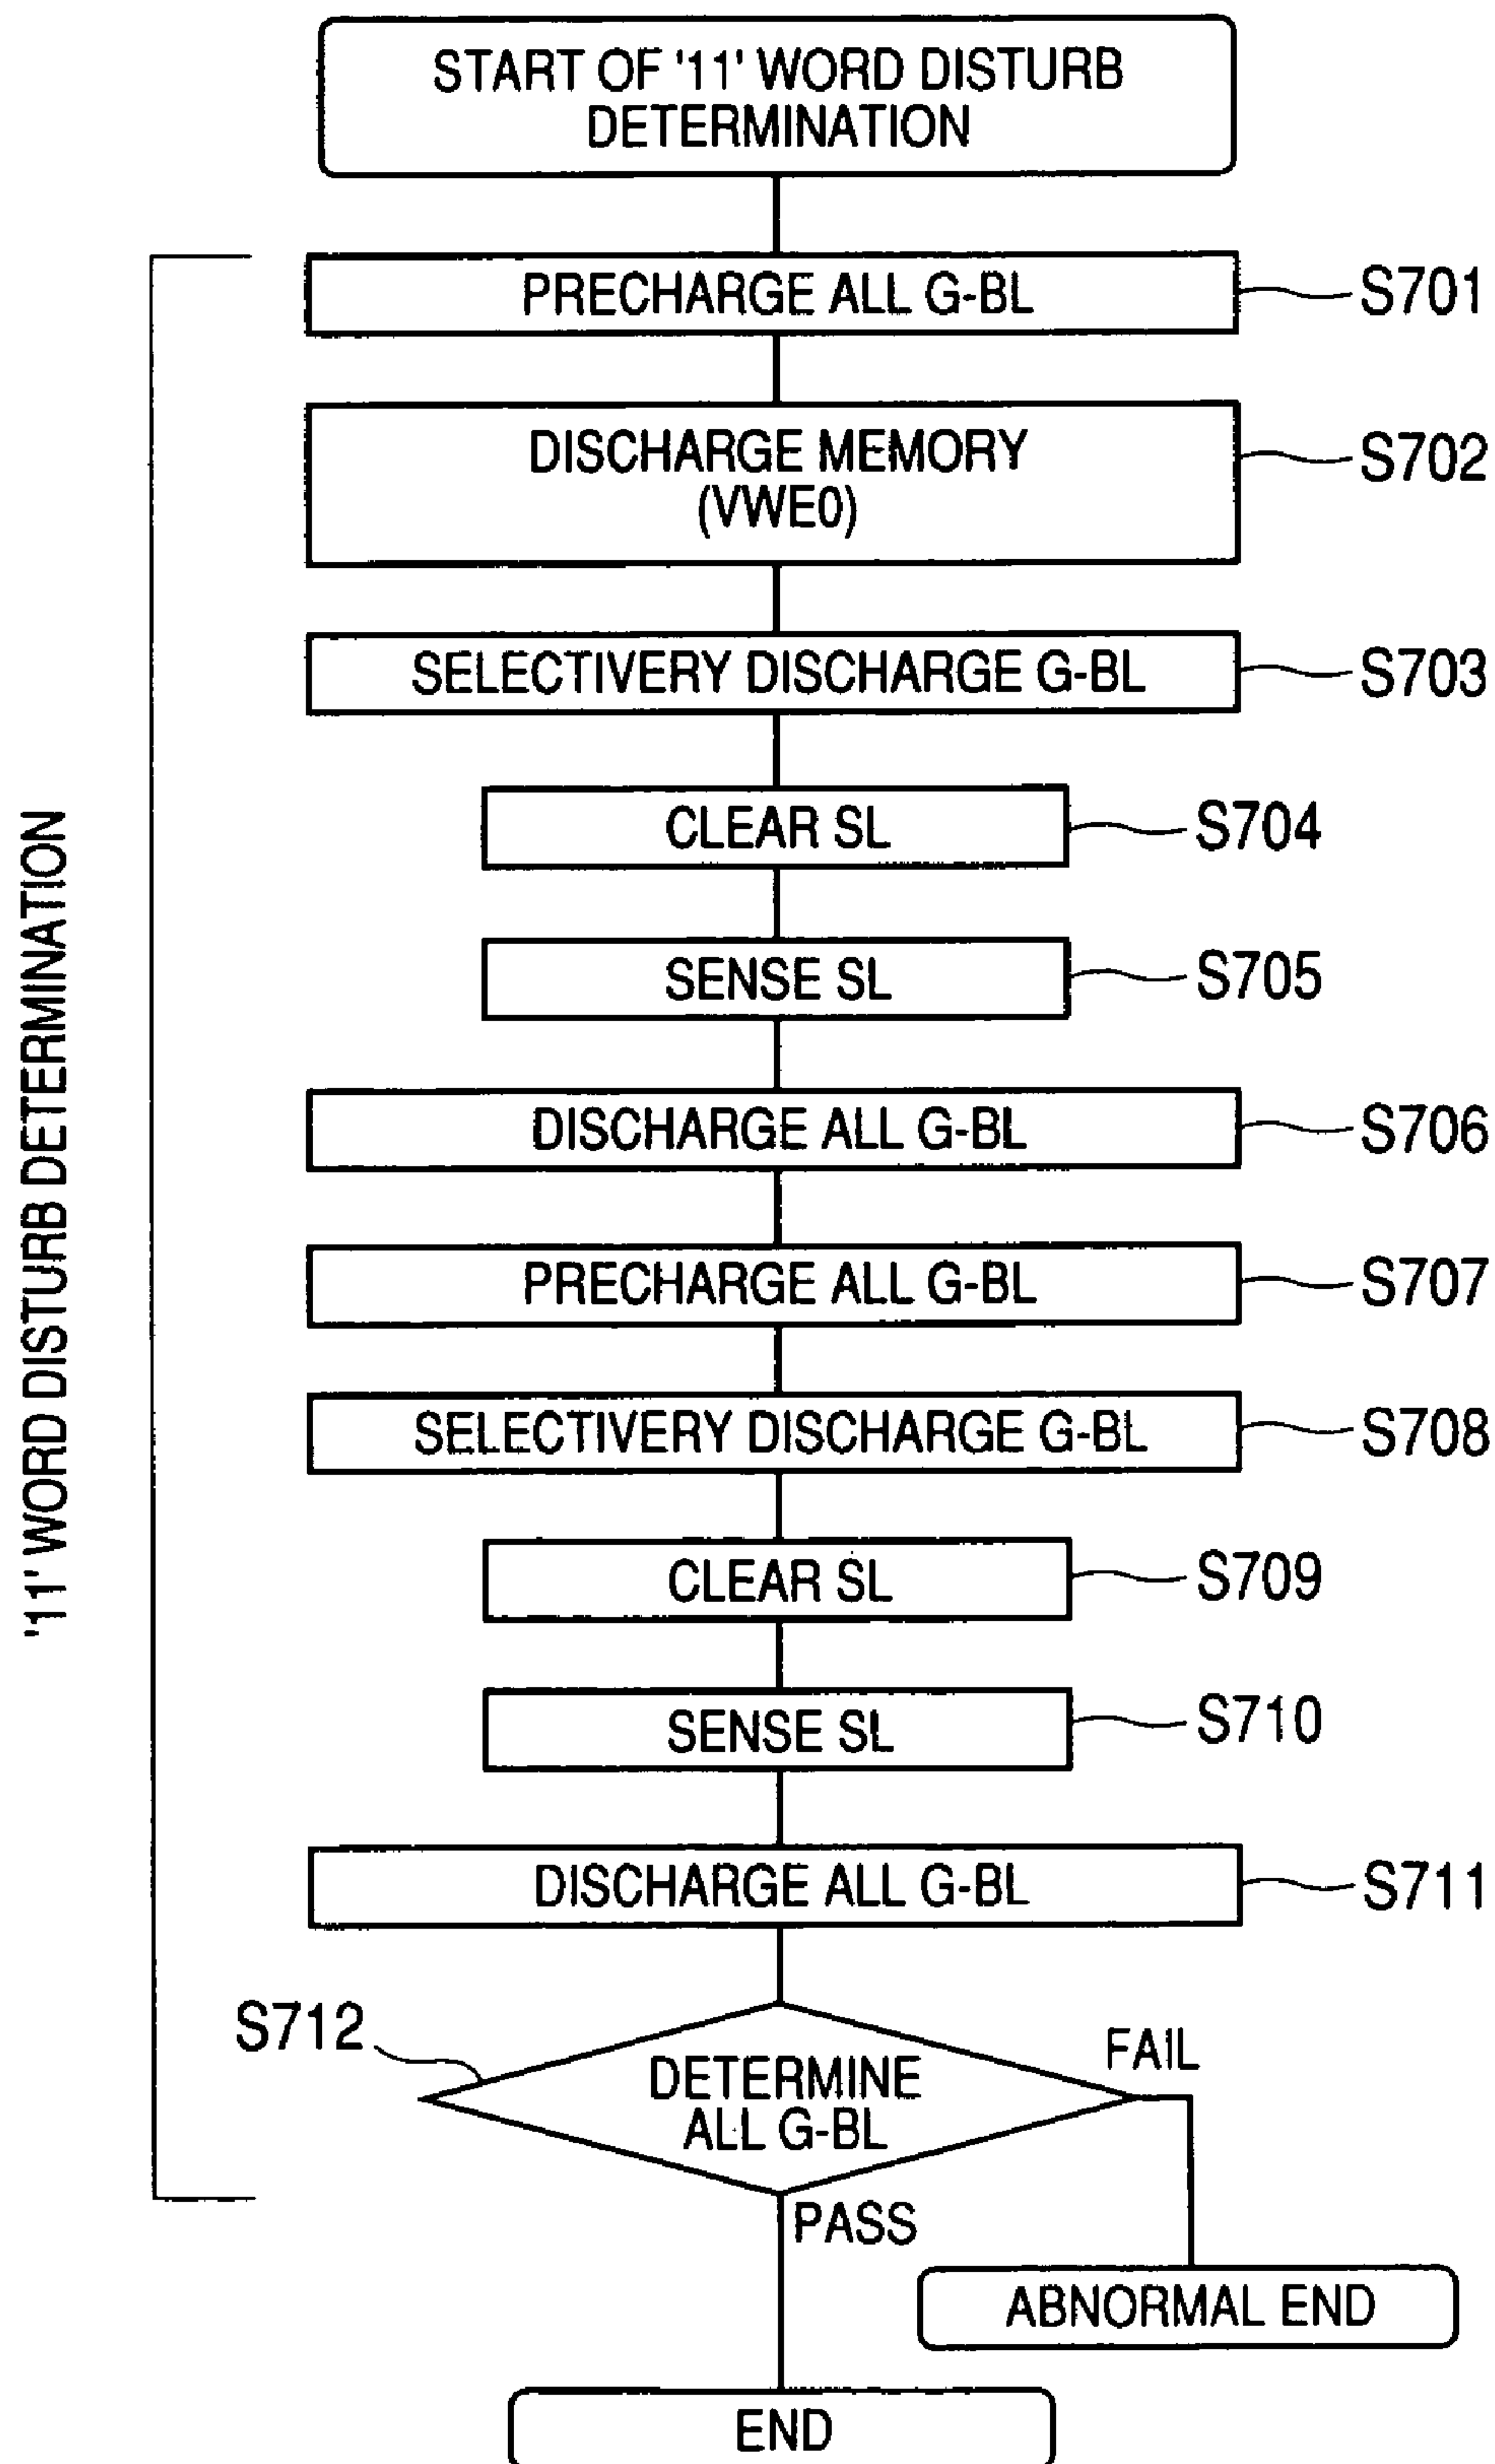 START OF '11' WORD DISTURB
DETERMINATION
PRECHARGE ALL G-BL
S701
DISCHARGE MEMORY
(VWE0)
S702
SELECTIVERY DISCHARGE G-BL
S703
CLEAR SL
S704
SENSE SL
S705
DISCHARGE ALL G-BL
S706
PRECHARGE ALL G-BL
S707
SELECTIVERY DISCHARGE G-BL
S708
CLEAR SL
S709
SENSE SL
S710
DISCHARGE ALL G-BL
S711
S712
DETERMINE
ALL G-BL
FAIL
PASS
ABNORMAL END
END
'11' WORD DISTURB DETERMINATION